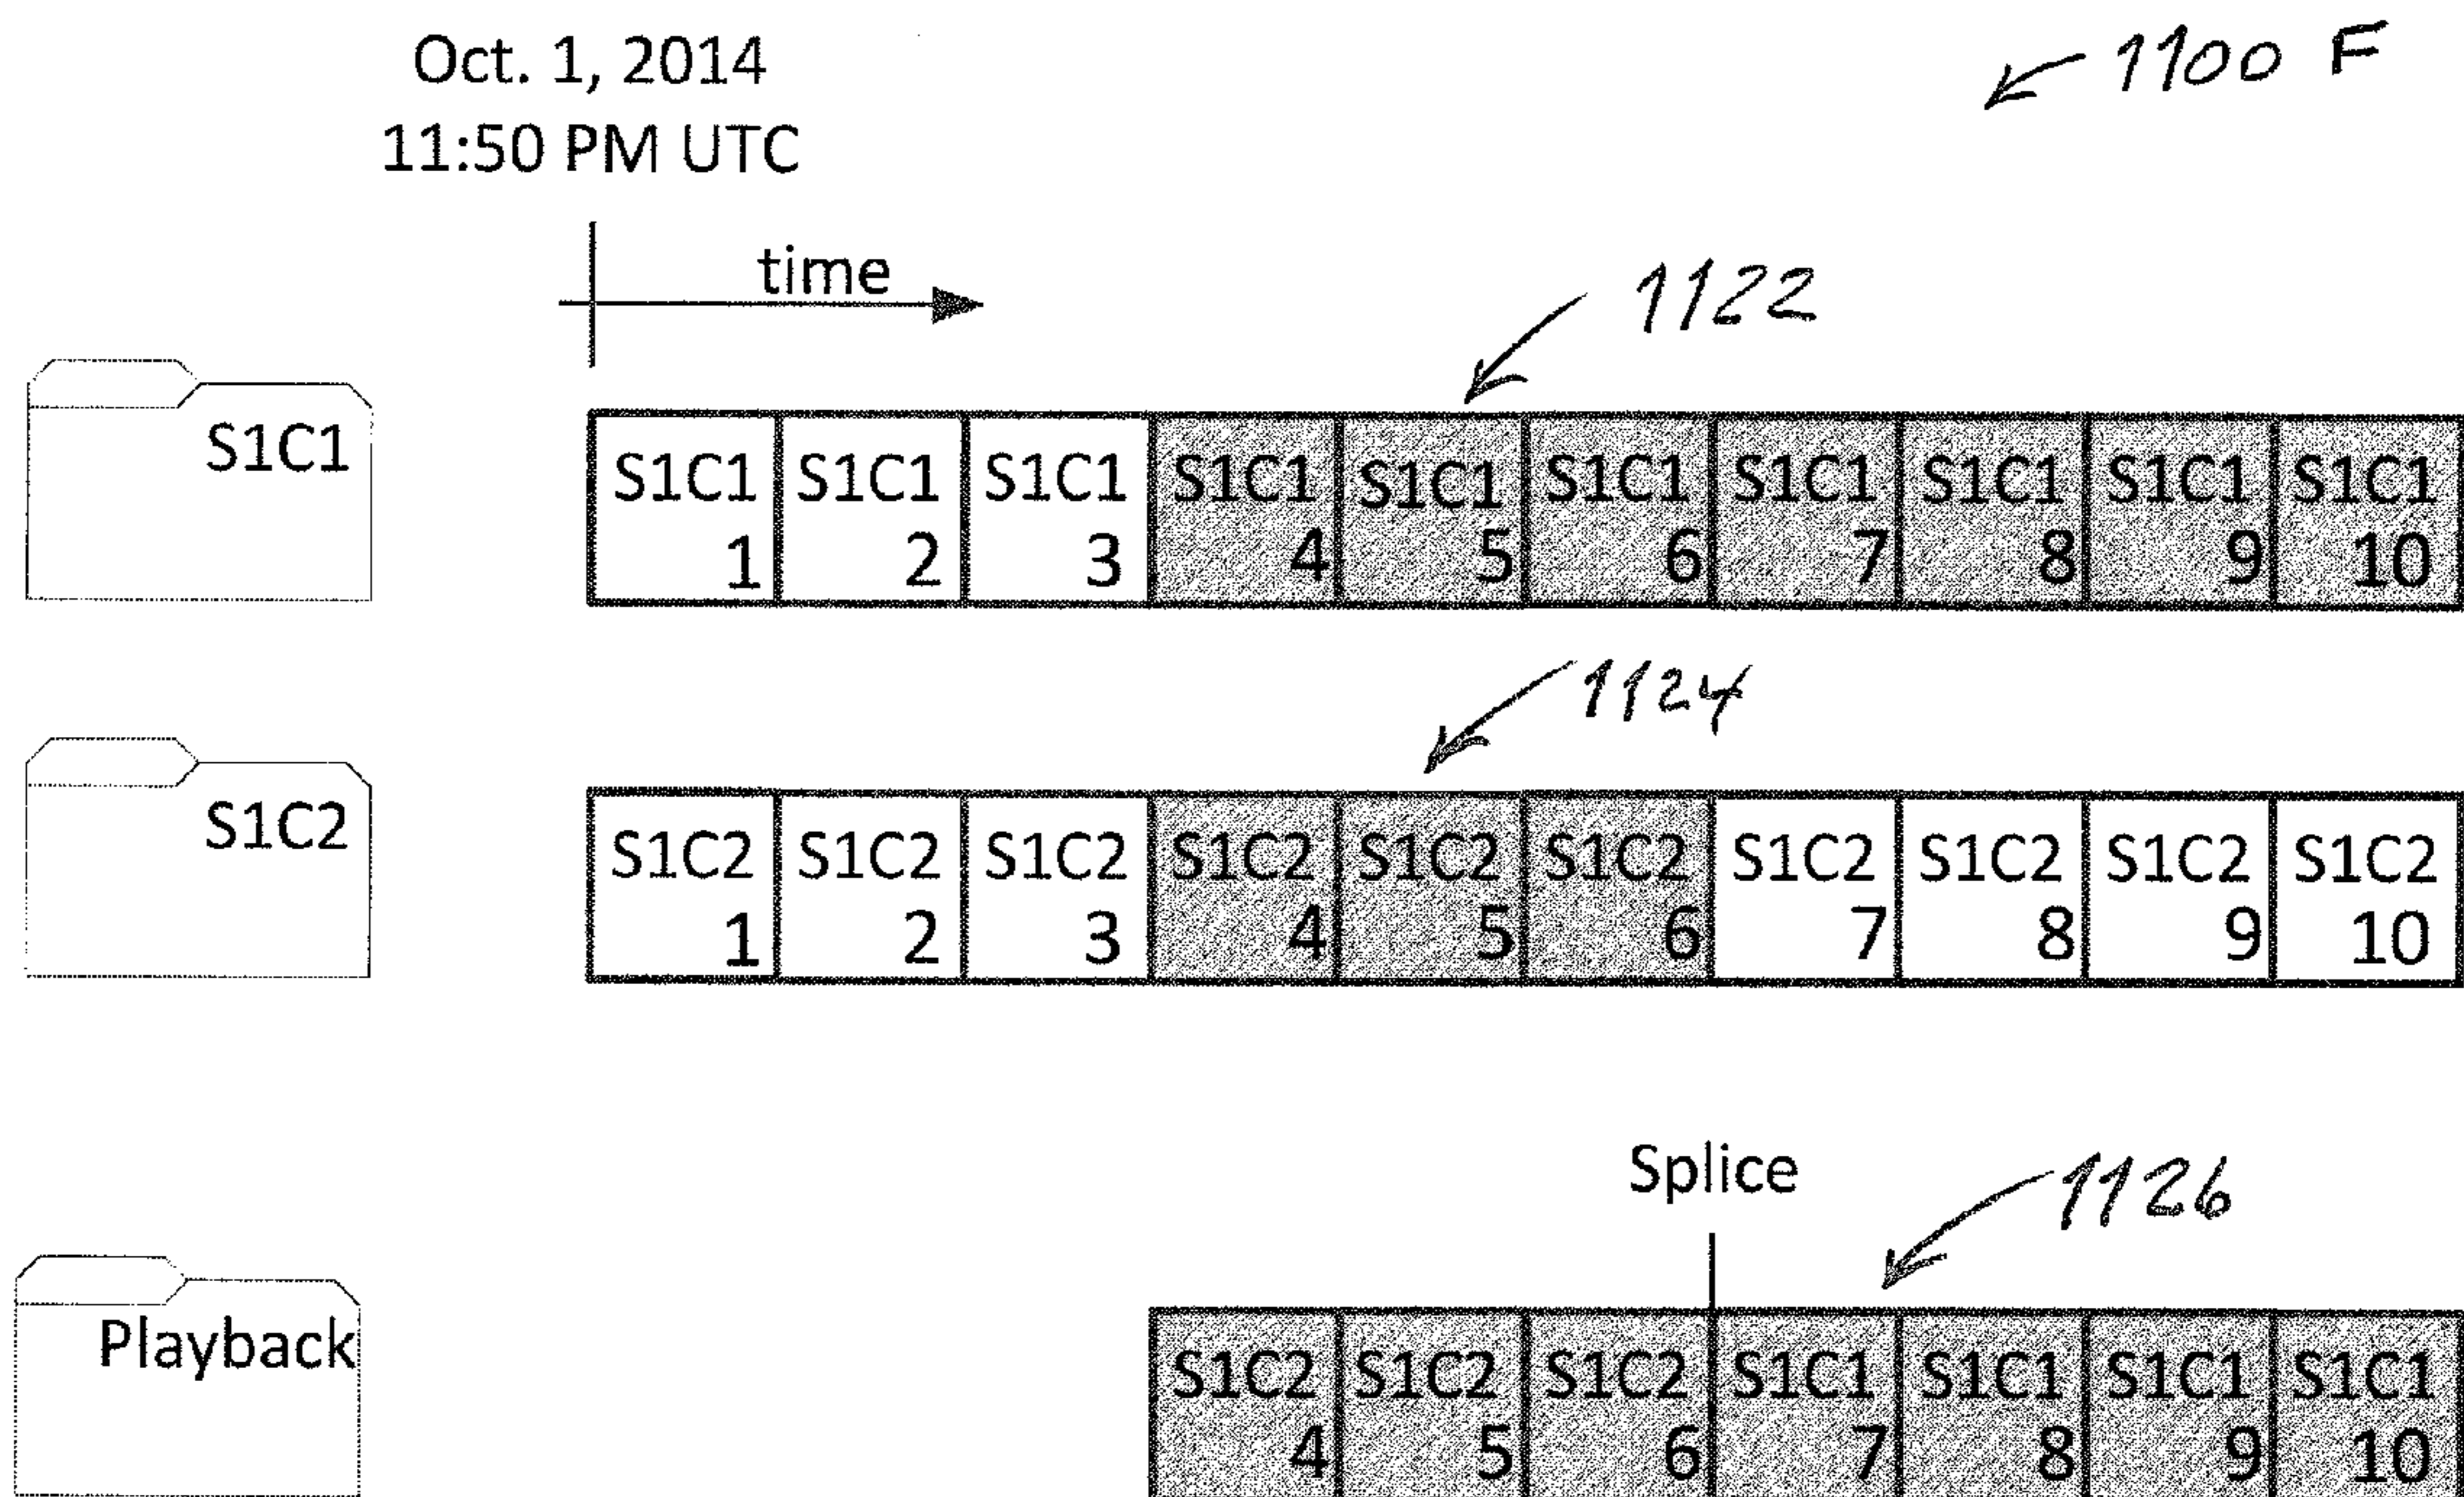 Oct. 1, 2014
11:50 PM UTC
1100 F
time
1122
S1C1
S1C1 S1C1 S1C1 S1C1 S1C1 S1C1 S1C1 S1C1 S1C1 S1C1
1 2 3 4 5 6 7 8 9 10
1124
S1C2
S1C2 S1C2 S1C2 S1C2 S1C2 S1C2 S1C2 S1C2 S1C2 S1C2
1 2 3 4 5 6 7 8 9 10
Splice
1126
Playback
S1C2 S1C2 S1C2 S1C1 S1C1 S1C1 S1C1
4 5 6 7 8 9 10